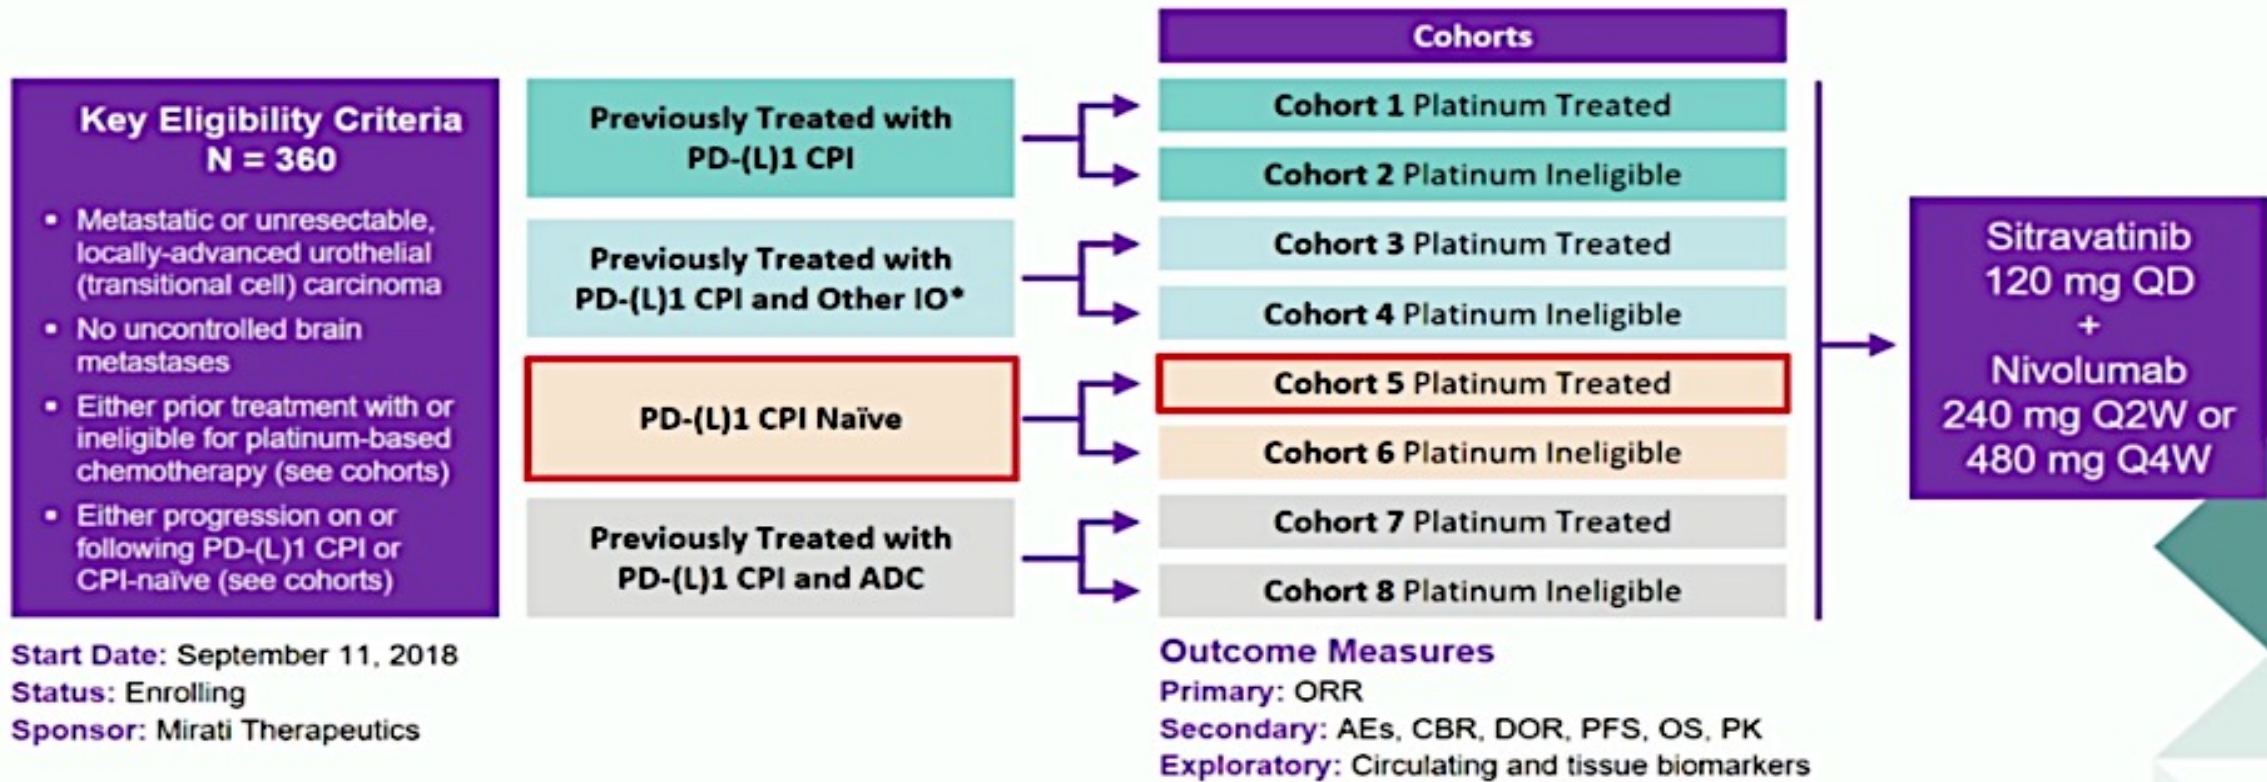 Key Eligibility Criteria
N = 360
▪ Metastatic or unresectable,
locally-advanced urothelial
(transitional cell) carcinoma
▪ No uncontrolled brain
metastases
▪ Either prior treatment with or
ineligible for platinum-based
chemotherapy (see cohorts)
▪ Either progression on or
following PD-(L)1 CPI or
CPI-naïve (see cohorts)
Start Date: September 11, 2018
Status: Enrolling
Sponsor: Mirati Therapeutics
Previously Treated with
PD-(L)1 CPI
Previously Treated with
PD-(L)1 CPI and Other IO*
PD-(L)1 CPI Naïve
Previously Treated with
PD-(L)1 CPI and ADC
Cohorts
Cohort 1 Platinum Treated
Cohort 2 Platinum Ineligible
Cohort 3 Platinum Treated
Cohort 4 Platinum Ineligible
Cohort 5 Platinum Treated
Cohort 6 Platinum Ineligible
Cohort 7 Platinum Treated
Cohort 8 Platinum Ineligible
Outcome Measures
Primary: ORR
Secondary: AEs, CBR, DOR, PFS, OS, PK
Exploratory: Circulating and tissue biomarkers
Sitravatinib
120 mg QD
+
Nivolumab
240 mg Q2W or
480 mg Q4W